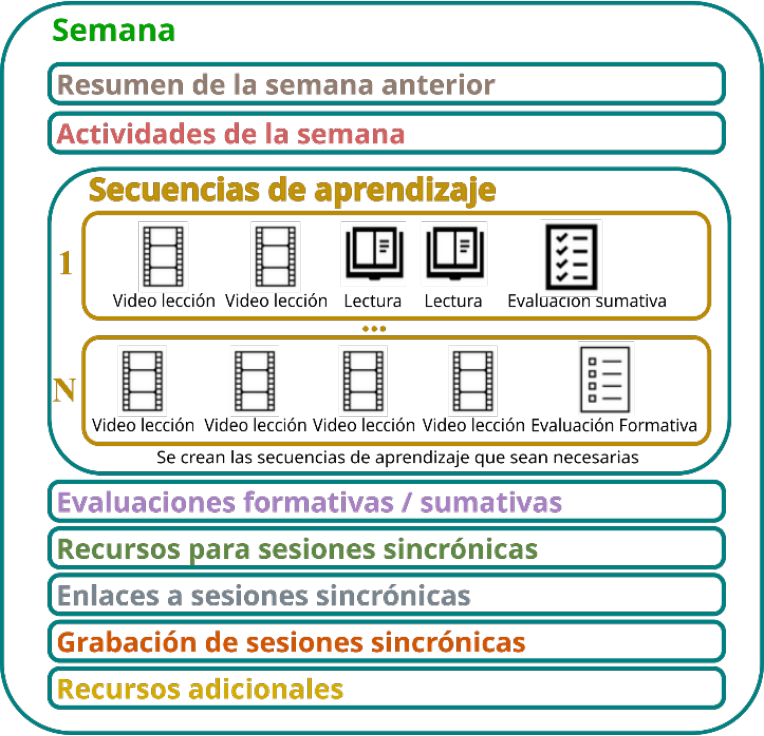 Semana
Resumen de la semana anterior
Actividades de la semana
Secuencias de aprendizaje
1
Video lección Video lección Lectura Lectura Evaluación sumativa
...
N
Video lección Video lección Video lección Video lección Evaluación Formativa
Se crean las secuencias de aprendizaje que sean necesarias
Evaluaciones formativas / sumativas
Recursos para sesiones sincrónicas
Enlaces a sesiones sincrónicas
Grabación de sesiones sincrónicas
Recursos adicionales